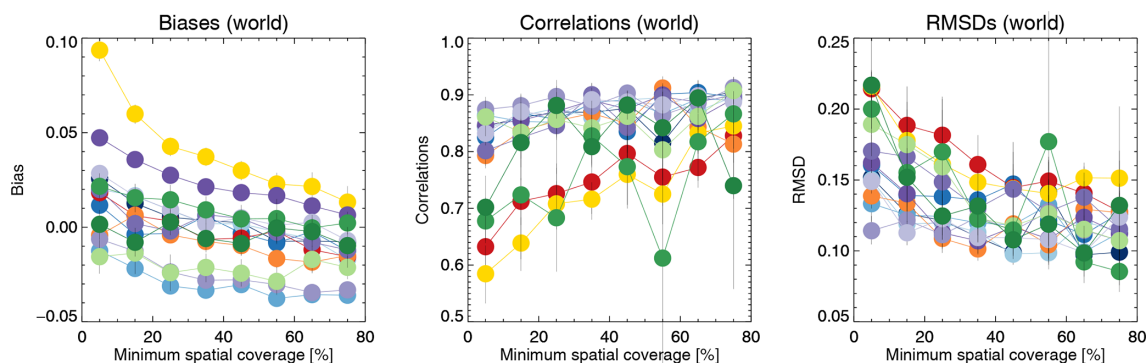 Biases (world)
0.10
0.05
0.00
−0.05
Bias
0 20 40 60 80
Minimum spatial coverage [%]
Correlations (world)
1.0
0.9
0.8
0.7
0.6
0.5
Correlations
0 20 40 60 80
Minimum spatial coverage [%]
RMSDs (world)
0.25
0.20
0.15
0.10
0.05
RMSD
0 20 40 60 80
Minimum spatial coverage [%]